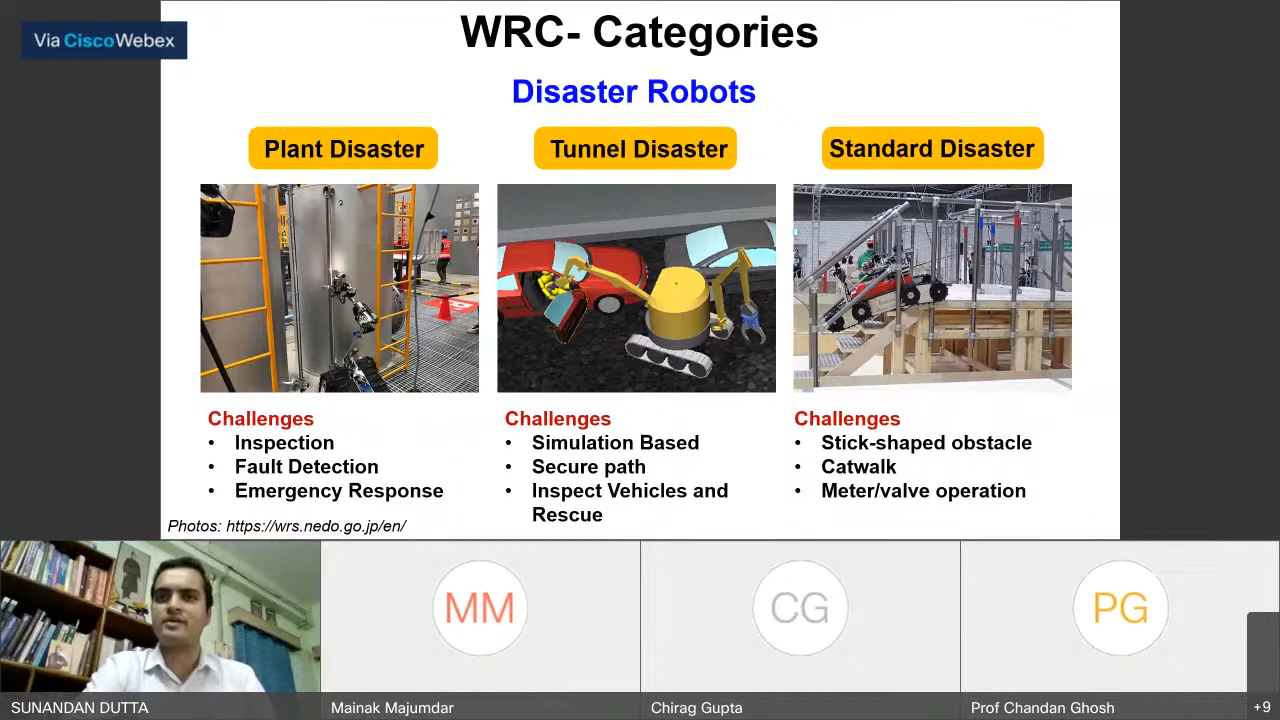 Via CiscoWebex
WRC- Categories
Disaster Robots
Plant Disaster
Tunnel Disaster
Standard Disaster
2
Challenges
• Inspection
• Fault Detection
• Emergency Response
Challenges
• Simulation Based
• Secure path
• Inspect Vehicles and
Rescue
Challenges
• Stick-shaped obstacle
• Catwalk
• Meter/valve operation
Photos: https://wrs.nedo.go.jp/en/
MM
CG
PG
SUNANDAN DUTTA
Mainak Majumdar
Chirag Gupta
Prof Chandan Ghosh
+9